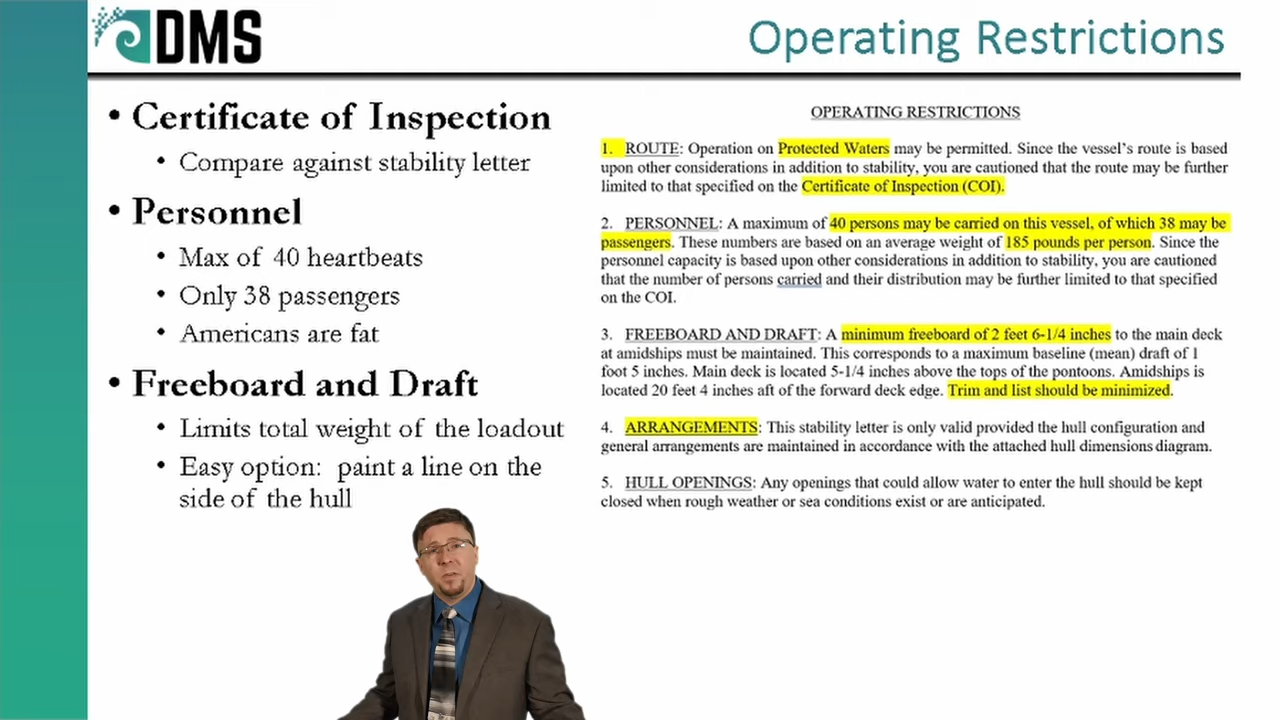 DMS
Operating Restrictions
• Certificate of Inspection
• Compare against stability letter
• Personnel
• Max of 40 heartbeats
• Only 38 passengers
• Americans are fat
• Freeboard and Draft
• Limits total weight of the loadout
• Easy option: paint a line on the
side of the hull
OPERATING RESTRICTIONS
1. ROUTE: Operation on Protected Waters may be permitted. Since the vessel's route is based
upon other considerations in addition to stability, you are cautioned that the route may be further
limited to that specified on the Certificate of Inspection (COI).
2. PERSONNEL: A maximum of 40 persons may be carried on this vessel, of which 38 may be
passengers. These numbers are based on an average weight of 185 pounds per person. Since the
personnel capacity is based upon other considerations in addition to stability, you are cautioned
that the number of persons carried and their distribution may be further limited to that specified
on the COI.
3. FREEBOARD AND DRAFT: A minimum freeboard of 2 feet 6-1/4 inches to the main deck
at amidships must be maintained. This corresponds to a maximum baseline (mean) draft of 1
foot 5 inches. Main deck is located 5-1/4 inches above the tops of the pontoons. Amidships is
located 20 feet 4 inches aft of the forward deck edge. Trim and list should be minimized.
4. ARRANGEMENTS: This stability letter is only valid provided the hull configuration and
general arrangements are maintained in accordance with the attached hull dimensions diagram.
5. HULL OPENINGS: Any openings that could allow water to enter the hull should be kept
closed when rough weather or sea conditions exist or are anticipated.